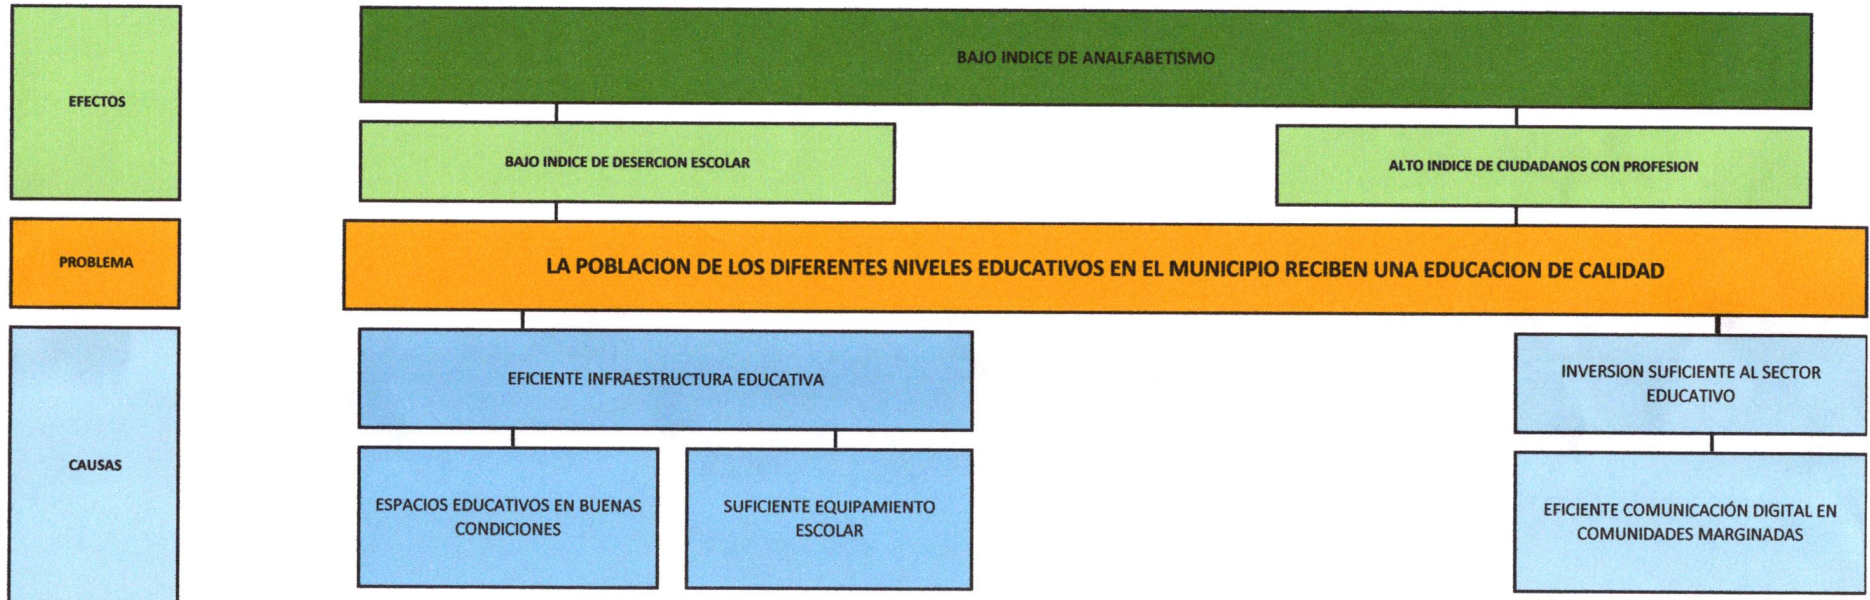 EFECTOS
BAJO INDICE DE ANALFABETISMO
BAJO INDICE DE DESERCION ESCOLAR
ALTO INDICE DE CIUDADANOS CON PROFESION
PROBLEMA
LA POBLACION DE LOS DIFERENTES NIVELES EDUCATIVOS EN EL MUNICIPIO RECIBEN UNA EDUCACION DE CALIDAD
CAUSAS
EFICIENTE INFRAESTRUCTURA EDUCATIVA
INVERSION SUFICIENTE AL SECTOR
EDUCATIVO
ESPACIOS EDUCATIVOS EN BUENAS
CONDICIONES
SUFICIENTE EQUIPAMIENTO
ESCOLAR
EFICIENTE COMUNICACIÓN DIGITAL EN
COMUNIDADES MARGINADAS